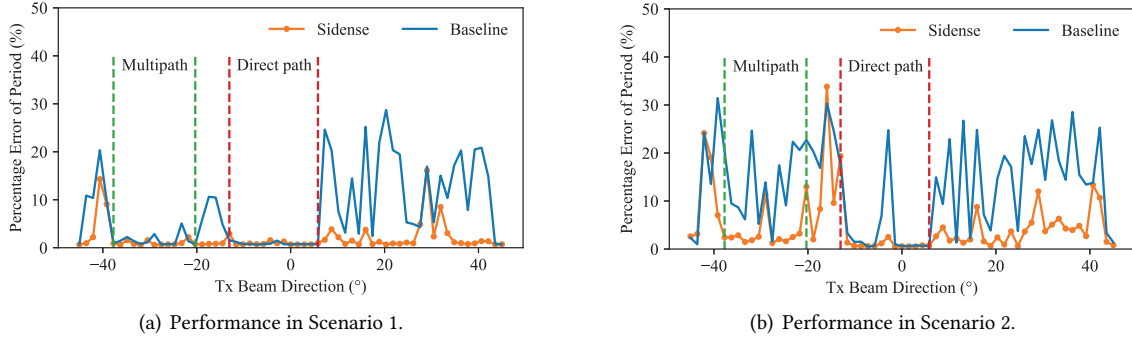 Sidense Baseline
Multipath Direct path
Percentage Error of Period (%)
50
40
30
20
10
0
−40 −20 0 20 40
Tx Beam Direction (°)
(a) Performance in Scenario 1.
Sidense Baseline
Multipath Direct path
Percentage Error of Period (%)
50
40
30
20
10
0
−40 −20 0 20 40
Tx Beam Direction (°)
(b) Performance in Scenario 2.